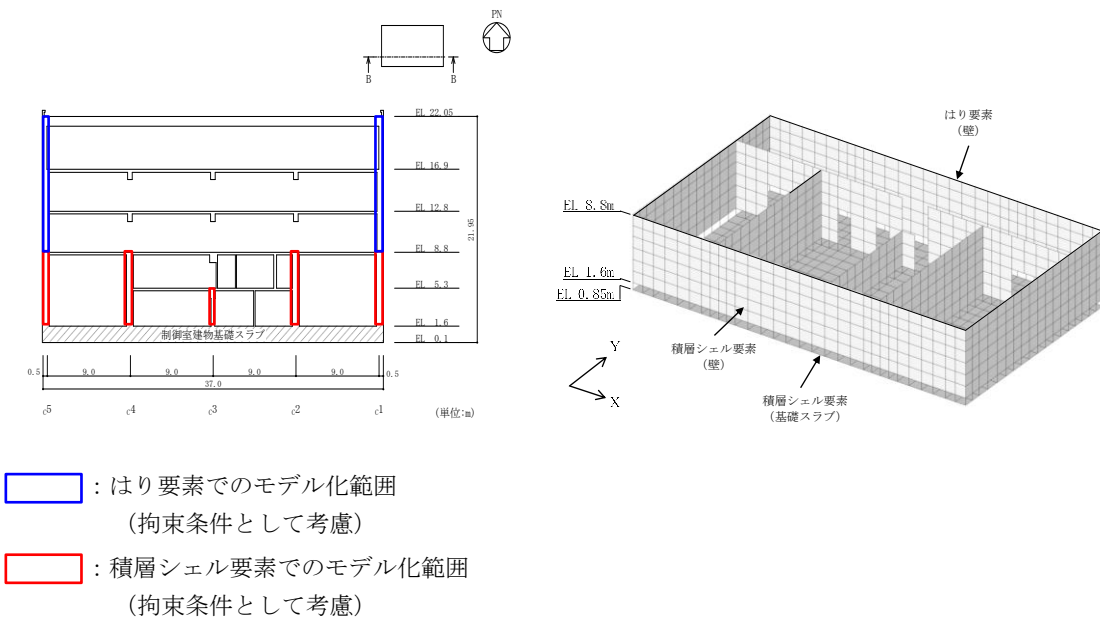 PN
B
B
EL 22.05
EL 16.9
EL 12.8
EL 8.8
EL 5.3
EL 1.6
EL 0.1
21.95
制御室建物基礎スラブ
0.5
9.0
9.0
9.0
9.0
0.5
37.0
c5
c4
c3
c2
c1
(単位:m)
はり要素
(壁)
EL 8.8m
EL 1.6m
EL 0.85m
積層シェル要素
(壁)
積層シェル要素
(基礎スラブ)
Y
X
：はり要素でのモデル化範囲
（拘束条件として考慮）
：積層シェル要素でのモデル化範囲
（拘束条件として考慮）